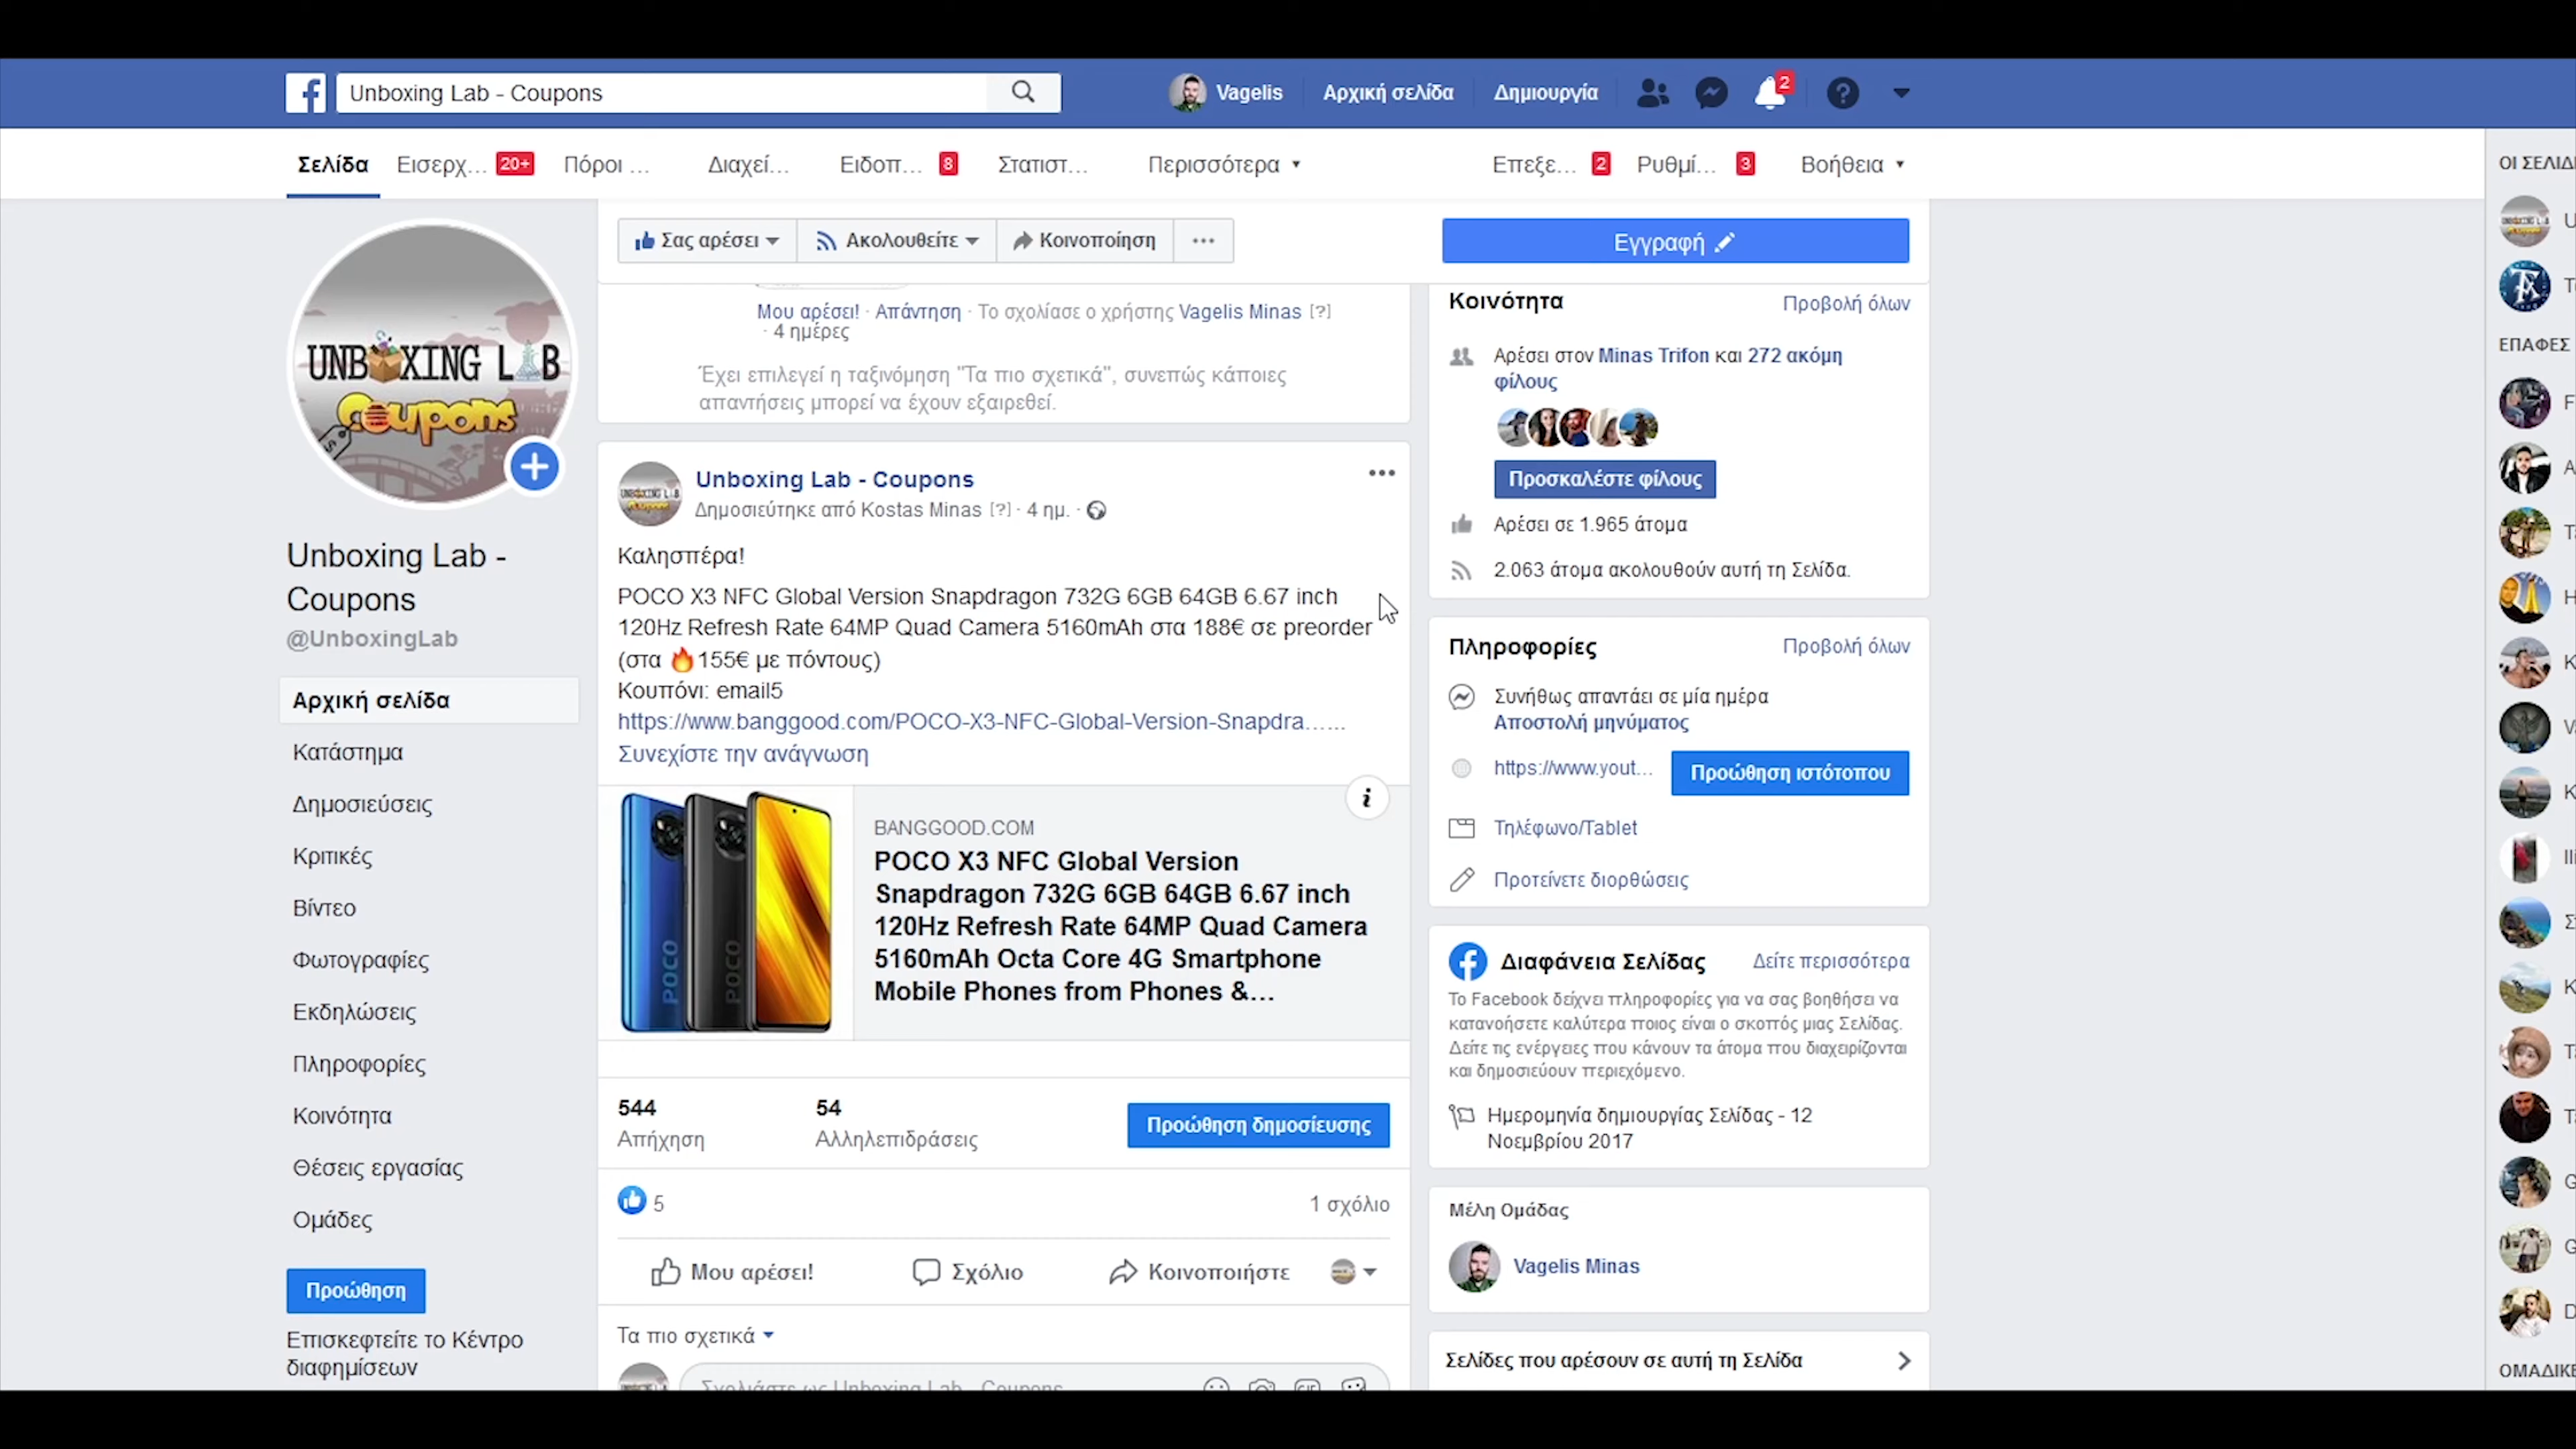 Unboxing Lab - Coupons
Vagelis
Αρχική σελίδα
Δημιουργία
2
Σελίδα
Εισερχ... 20+
Πόροι ...
Διαχεί...
Ειδοπ... 8
Στατιστ...
Περισσότερα
Επεξε... 2
Ρυθμί... 3
Βοήθεια
UNBOXING LAB
Coupons
Unboxing Lab -
Coupons
@UnboxingLab
Αρχική σελίδα
Κατάστημα
Δημοσιεύσεις
Κριτικές
Βίντεο
Φωτογραφίες
Εκδηλώσεις
Πληροφορίες
Κοινότητα
Θέσεις εργασίας
Ομάδες
Προώθηση
Επισκεφτείτε το Κέντρο
διαφημίσεων
Σας αρέσει
Ακολουθείτε
Κοινοποίηση
Εγγραφή
Μου αρέσει! · Απάντηση · Το σχολίασε ο χρήστης Vagelis Minas [?]
· 4 ημέρες
Έχει επιλεγεί η ταξινόμηση "Τα πιο σχετικά", συνεπώς κάποιες
απαντήσεις μπορεί να έχουν εξαιρεθεί.
Unboxing Lab - Coupons
Δημοσιεύτηκε από Kostas Minas [?] · 4 ημ. ·
Καλησπέρα!
POCO X3 NFC Global Version Snapdragon 732G 6GB 64GB 6.67 inch
120Hz Refresh Rate 64MP Quad Camera 5160mAh στα 188€ σε preorder
(στα 🔥155€ με πόντους)
Κουπόνι: email5
https://www.banggood.com/POCO-X3-NFC-Global-Version-Snapdra......
Συνεχίστε την ανάγνωση
POCO
POCO
BANGGOOD.COM
POCO X3 NFC Global Version
Snapdragon 732G 6GB 64GB 6.67 inch
120Hz Refresh Rate 64MP Quad Camera
5160mAh Octa Core 4G Smartphone
Mobile Phones from Phones &...
544
Απήχηση
54
Αλληλεπιδράσεις
Προώθηση δημοσίευσης
5
1 σχόλιο
Μου αρέσει!
Σχόλιο
Κοινοποιήστε
Τα πιο σχετικά
Σχολιάστε ως Unboxing Lab - Coupons
Κοινότητα
Προβολή όλων
Αρέσει στον Minas Trifon και 272 ακόμη
φίλους
Προσκαλέστε φίλους
Αρέσει σε 1.965 άτομα
2.063 άτομα ακολουθούν αυτή τη Σελίδα.
Πληροφορίες
Προβολή όλων
Συνήθως απαντάει σε μία ημέρα
Αποστολή μηνύματος
https://www.yout...
Προώθηση ιστότοπου
Τηλέφωνο/Tablet
Προτείνετε διορθώσεις
Διαφάνεια Σελίδας
Δείτε περισσότερα
Το Facebook δείχνει πληροφορίες για να σας βοηθήσει να
κατανοήσετε καλύτερα ποιος είναι ο σκοπός μιας Σελίδας.
Δείτε τις ενέργειες που κάνουν τα άτομα που διαχειρίζονται
και δημοσιεύουν περιεχόμενο.
Ημερομηνία δημιουργίας Σελίδας - 12
Νοεμβρίου 2017
Μέλη Ομάδας
Vagelis Minas
Σελίδες που αρέσουν σε αυτή τη Σελίδα
ΟΙ ΣΕΛΙΔ
ΕΠΑΦΕΣ
ΟΜΑΔΙΚΕ